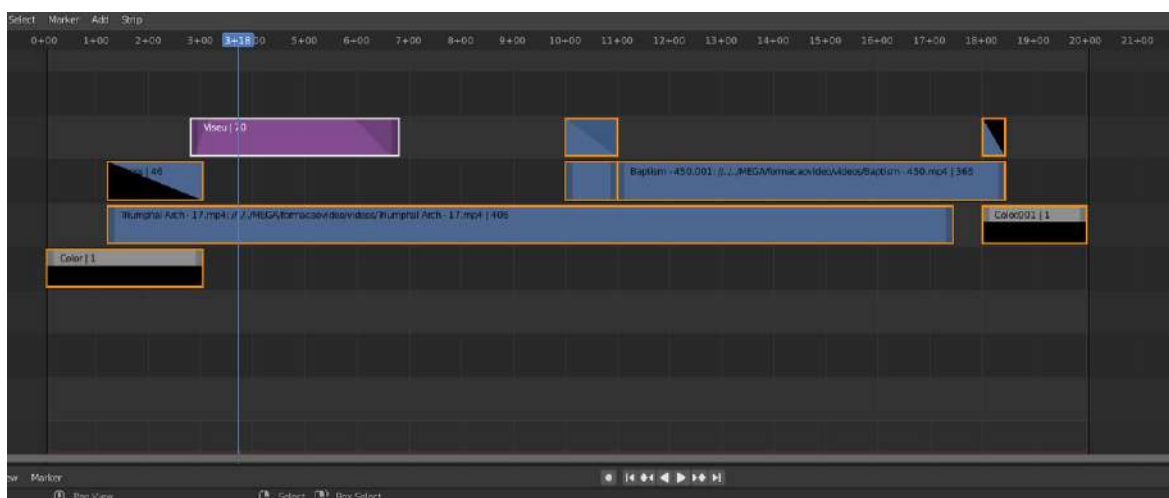 Select Marker Add Strip
0+00 1+00 2+00 3+00 3+18 00 5+00 6+00 7+00 8+00 9+00 10+00 11+00 12+00 13+00 14+00 15+00 16+00 17+00 18+00 19+00 20+00 21+00
Viseu | 20
| 46
Baptism - 450.001: //../../MEGA/formacaovideo/videos/Baptism - 450.mp4 | 365
Triumphal Arch - 17.mp4: //../../MEGA/formacaovideo/videos/Triumphal Arch - 17.mp4 | 406
Color001 | 1
Color | 1
Marker
Pan View Select Box Select